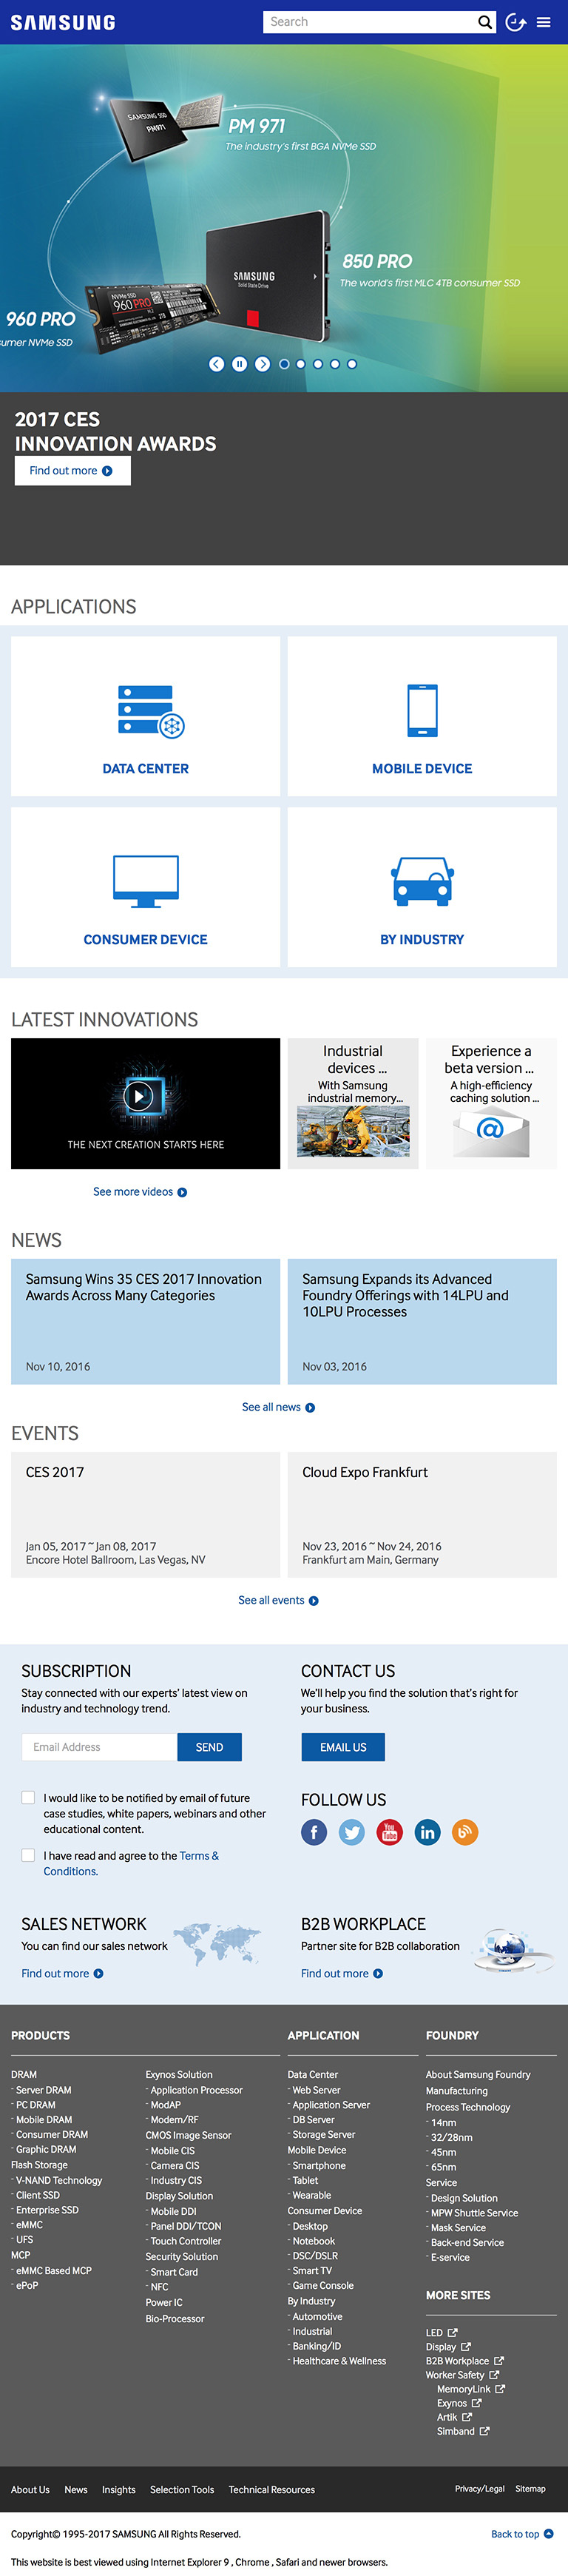 SAMSUNG
Search
SAMSUNG SSD
PM971
PM 971
The industry's first BGA NVMe SSD
850 PRO
The world's first MLC 4TB consumer SSD
SAMSUNG
Solid State Drive
NVMe SSD
960 PRO
960 PRO
umer NVMe SSD
2017 CES
INNOVATION AWARDS
Find out more
APPLICATIONS
DATA CENTER
MOBILE DEVICE
CONSUMER DEVICE
BY INDUSTRY
LATEST INNOVATIONS
THE NEXT CREATION STARTS HERE
Industrial
devices ...
With Samsung
industrial memory...
Experience a
beta version ...
A high-efficiency
caching solution ...
@
See more videos
NEWS
Samsung Wins 35 CES 2017 Innovation
Awards Across Many Categories
Nov 10, 2016
Samsung Expands its Advanced
Foundry Offerings with 14LPU and
10LPU Processes
Nov 03, 2016
See all news
EVENTS
CES 2017
Jan 05, 2017 ~ Jan 08, 2017
Encore Hotel Ballroom, Las Vegas, NV
Cloud Expo Frankfurt
Nov 23, 2016 ~ Nov 24, 2016
Frankfurt am Main, Germany
See all events
SUBSCRIPTION
Stay connected with our experts' latest view on
industry and technology trend.
Email Address
SEND
I would like to be notified by email of future
case studies, white papers, webinars and other
educational content.
I have read and agree to the Terms &
Conditions.
CONTACT US
We'll help you find the solution that's right for
your business.
EMAIL US
FOLLOW US
f
You
Tube
in
b
SALES NETWORK
You can find our sales network
Find out more
B2B WORKPLACE
Partner site for B2B collaboration
Find out more
PRODUCTS
DRAM
- Server DRAM
- PC DRAM
- Mobile DRAM
- Consumer DRAM
- Graphic DRAM
Flash Storage
- V-NAND Technology
- Client SSD
- Enterprise SSD
- eMMC
- UFS
MCP
- eMMC Based MCP
- ePoP
Exynos Solution
- Application Processor
- ModAP
- Modem/RF
CMOS Image Sensor
- Mobile CIS
- Camera CIS
- Industry CIS
Display Solution
- Mobile DDI
- Panel DDI/TCON
- Touch Controller
Security Solution
- Smart Card
- NFC
Power IC
Bio-Processor
APPLICATION
Data Center
- Web Server
- Application Server
- DB Server
- Storage Server
Mobile Device
- Smartphone
- Tablet
- Wearable
Consumer Device
- Desktop
- Notebook
- DSC/DSLR
- Smart TV
- Game Console
By Industry
- Automotive
- Industrial
- Banking/ID
- Healthcare & Wellness
FOUNDRY
About Samsung Foundry
Manufacturing
Process Technology
- 14nm
- 32/28nm
- 45nm
- 65nm
Service
- Design Solution
- MPW Shuttle Service
- Mask Service
- Back-end Service
- E-service
MORE SITES
LED
Display
B2B Workplace
Worker Safety
MemoryLink
Exynos
Artik
Simband
About Us News Insights Selection Tools Technical Resources
Privacy/Legal Sitemap
Copyright© 1995-2017 SAMSUNG All Rights Reserved.
Back to top
This website is best viewed using Internet Explorer 9 , Chrome , Safari and newer browsers.